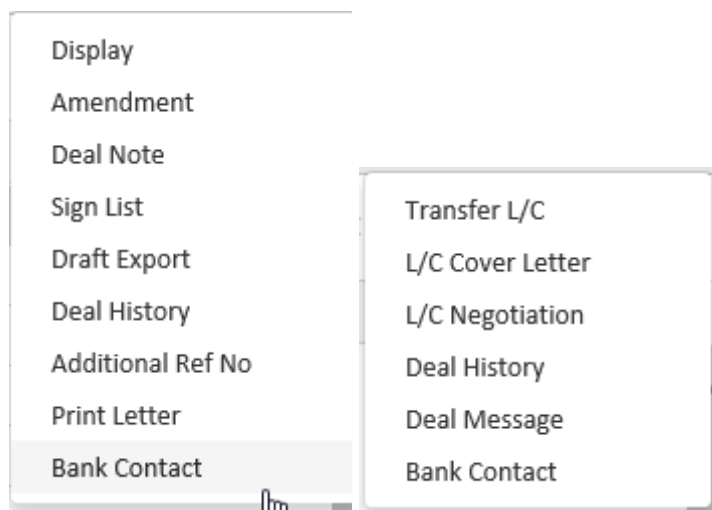 Display
Amendment
Deal Note
Sign List
Draft Export
Deal History
Additional Ref No
Print Letter
Bank Contact
Transfer L/C
L/C Cover Letter
L/C Negotiation
Deal History
Deal Message
Bank Contact